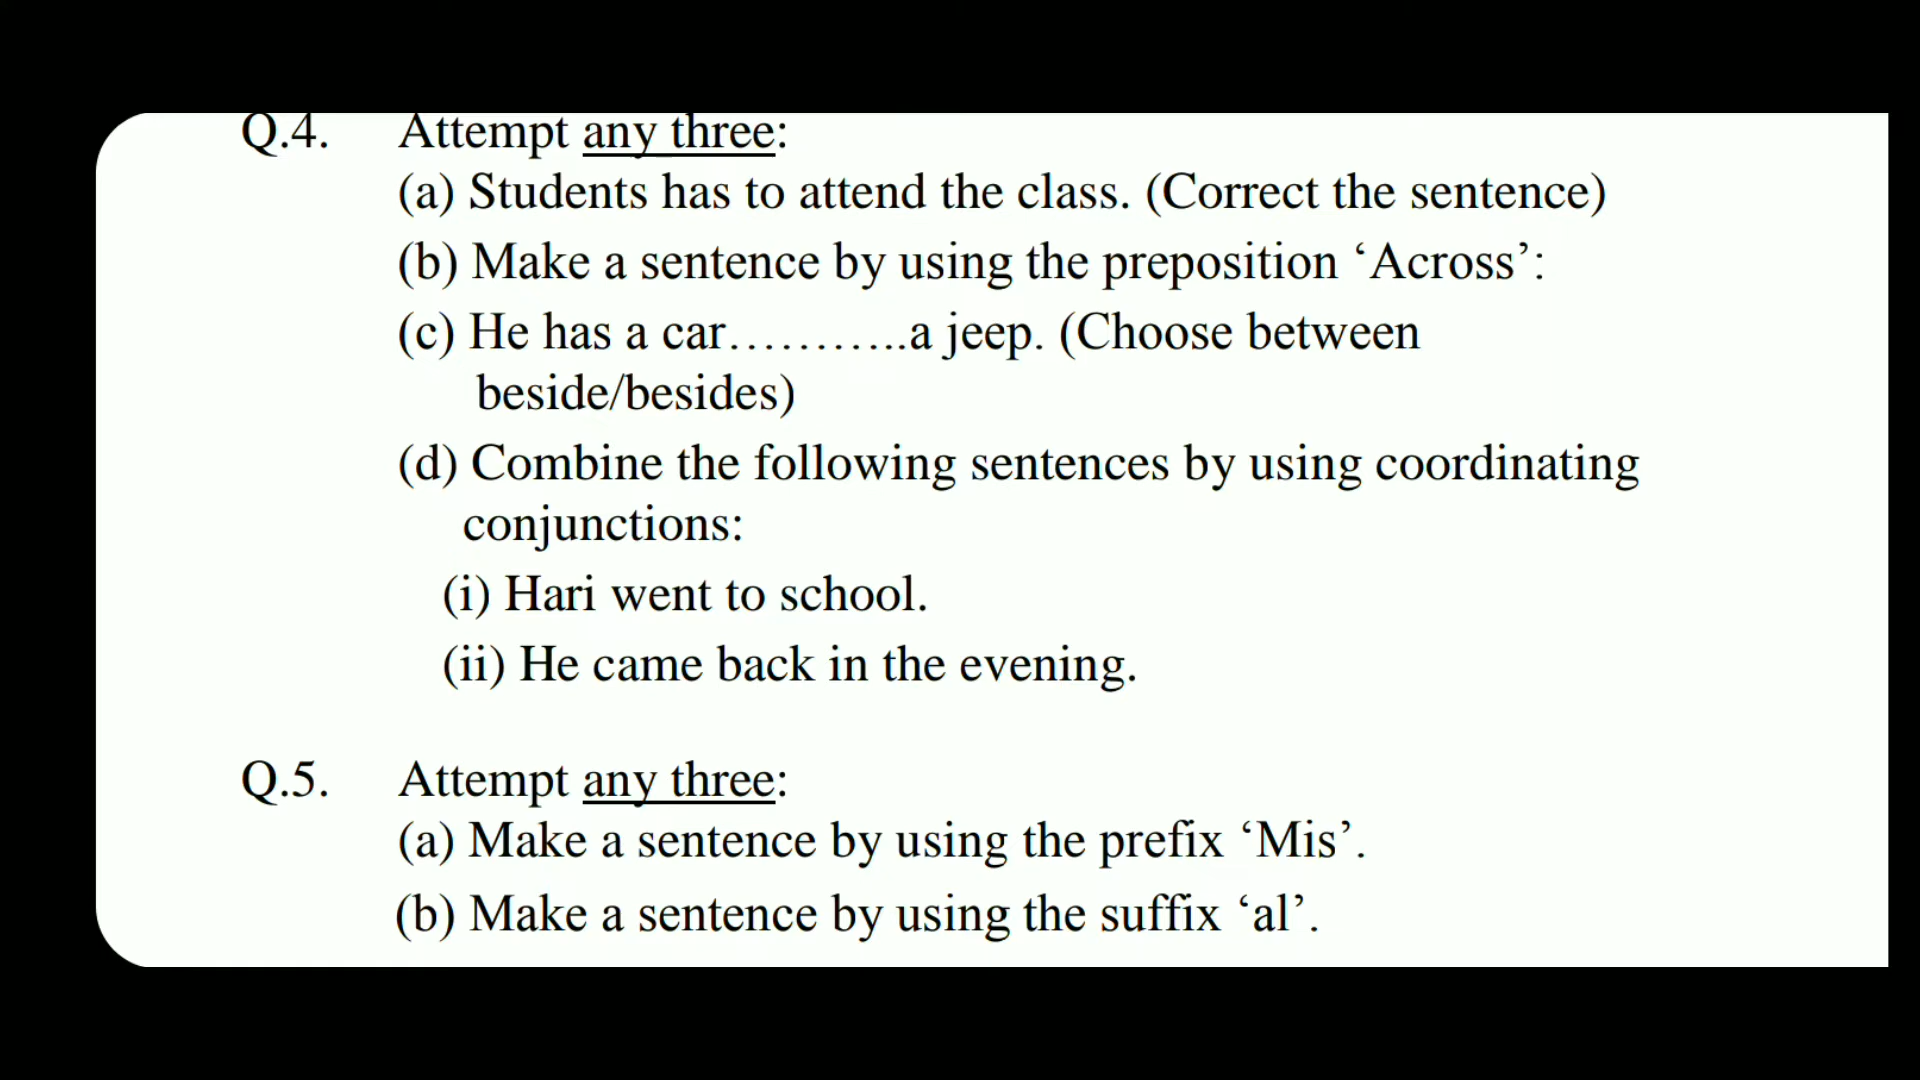 Q.4. Attempt any three:
(a) Students has to attend the class. (Correct the sentence)
(b) Make a sentence by using the preposition ‘Across’:
(c) He has a car………..a jeep. (Choose between
beside/besides)
(d) Combine the following sentences by using coordinating
conjunctions:
(i) Hari went to school.
(ii) He came back in the evening.
Q.5. Attempt any three:
(a) Make a sentence by using the prefix ‘Mis’.
(b) Make a sentence by using the suffix ‘al’.